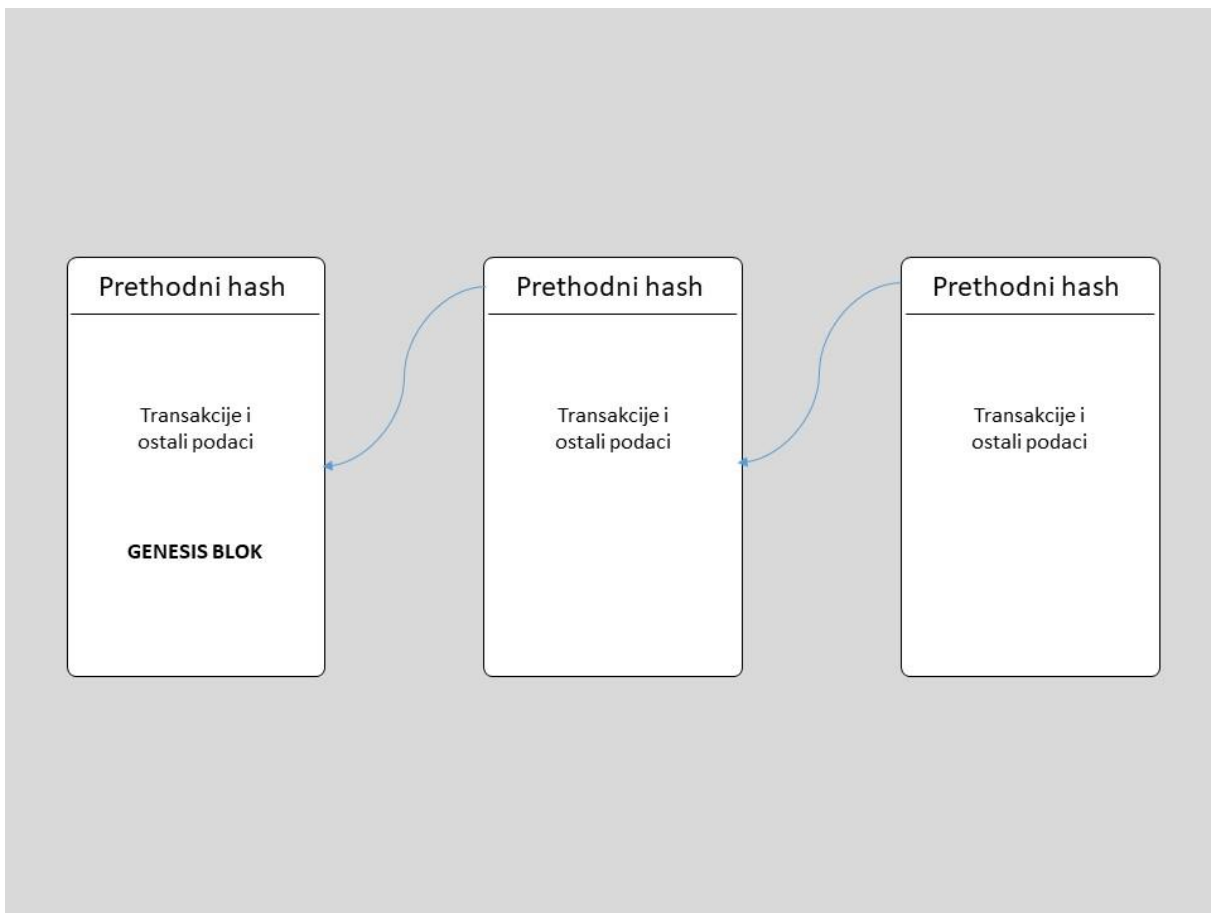 Prethodni hash
Transakcije i
ostali podaci
GENESIS BLOK
Prethodni hash
Transakcije i
ostali podaci
Prethodni hash
Transakcije i
ostali podaci